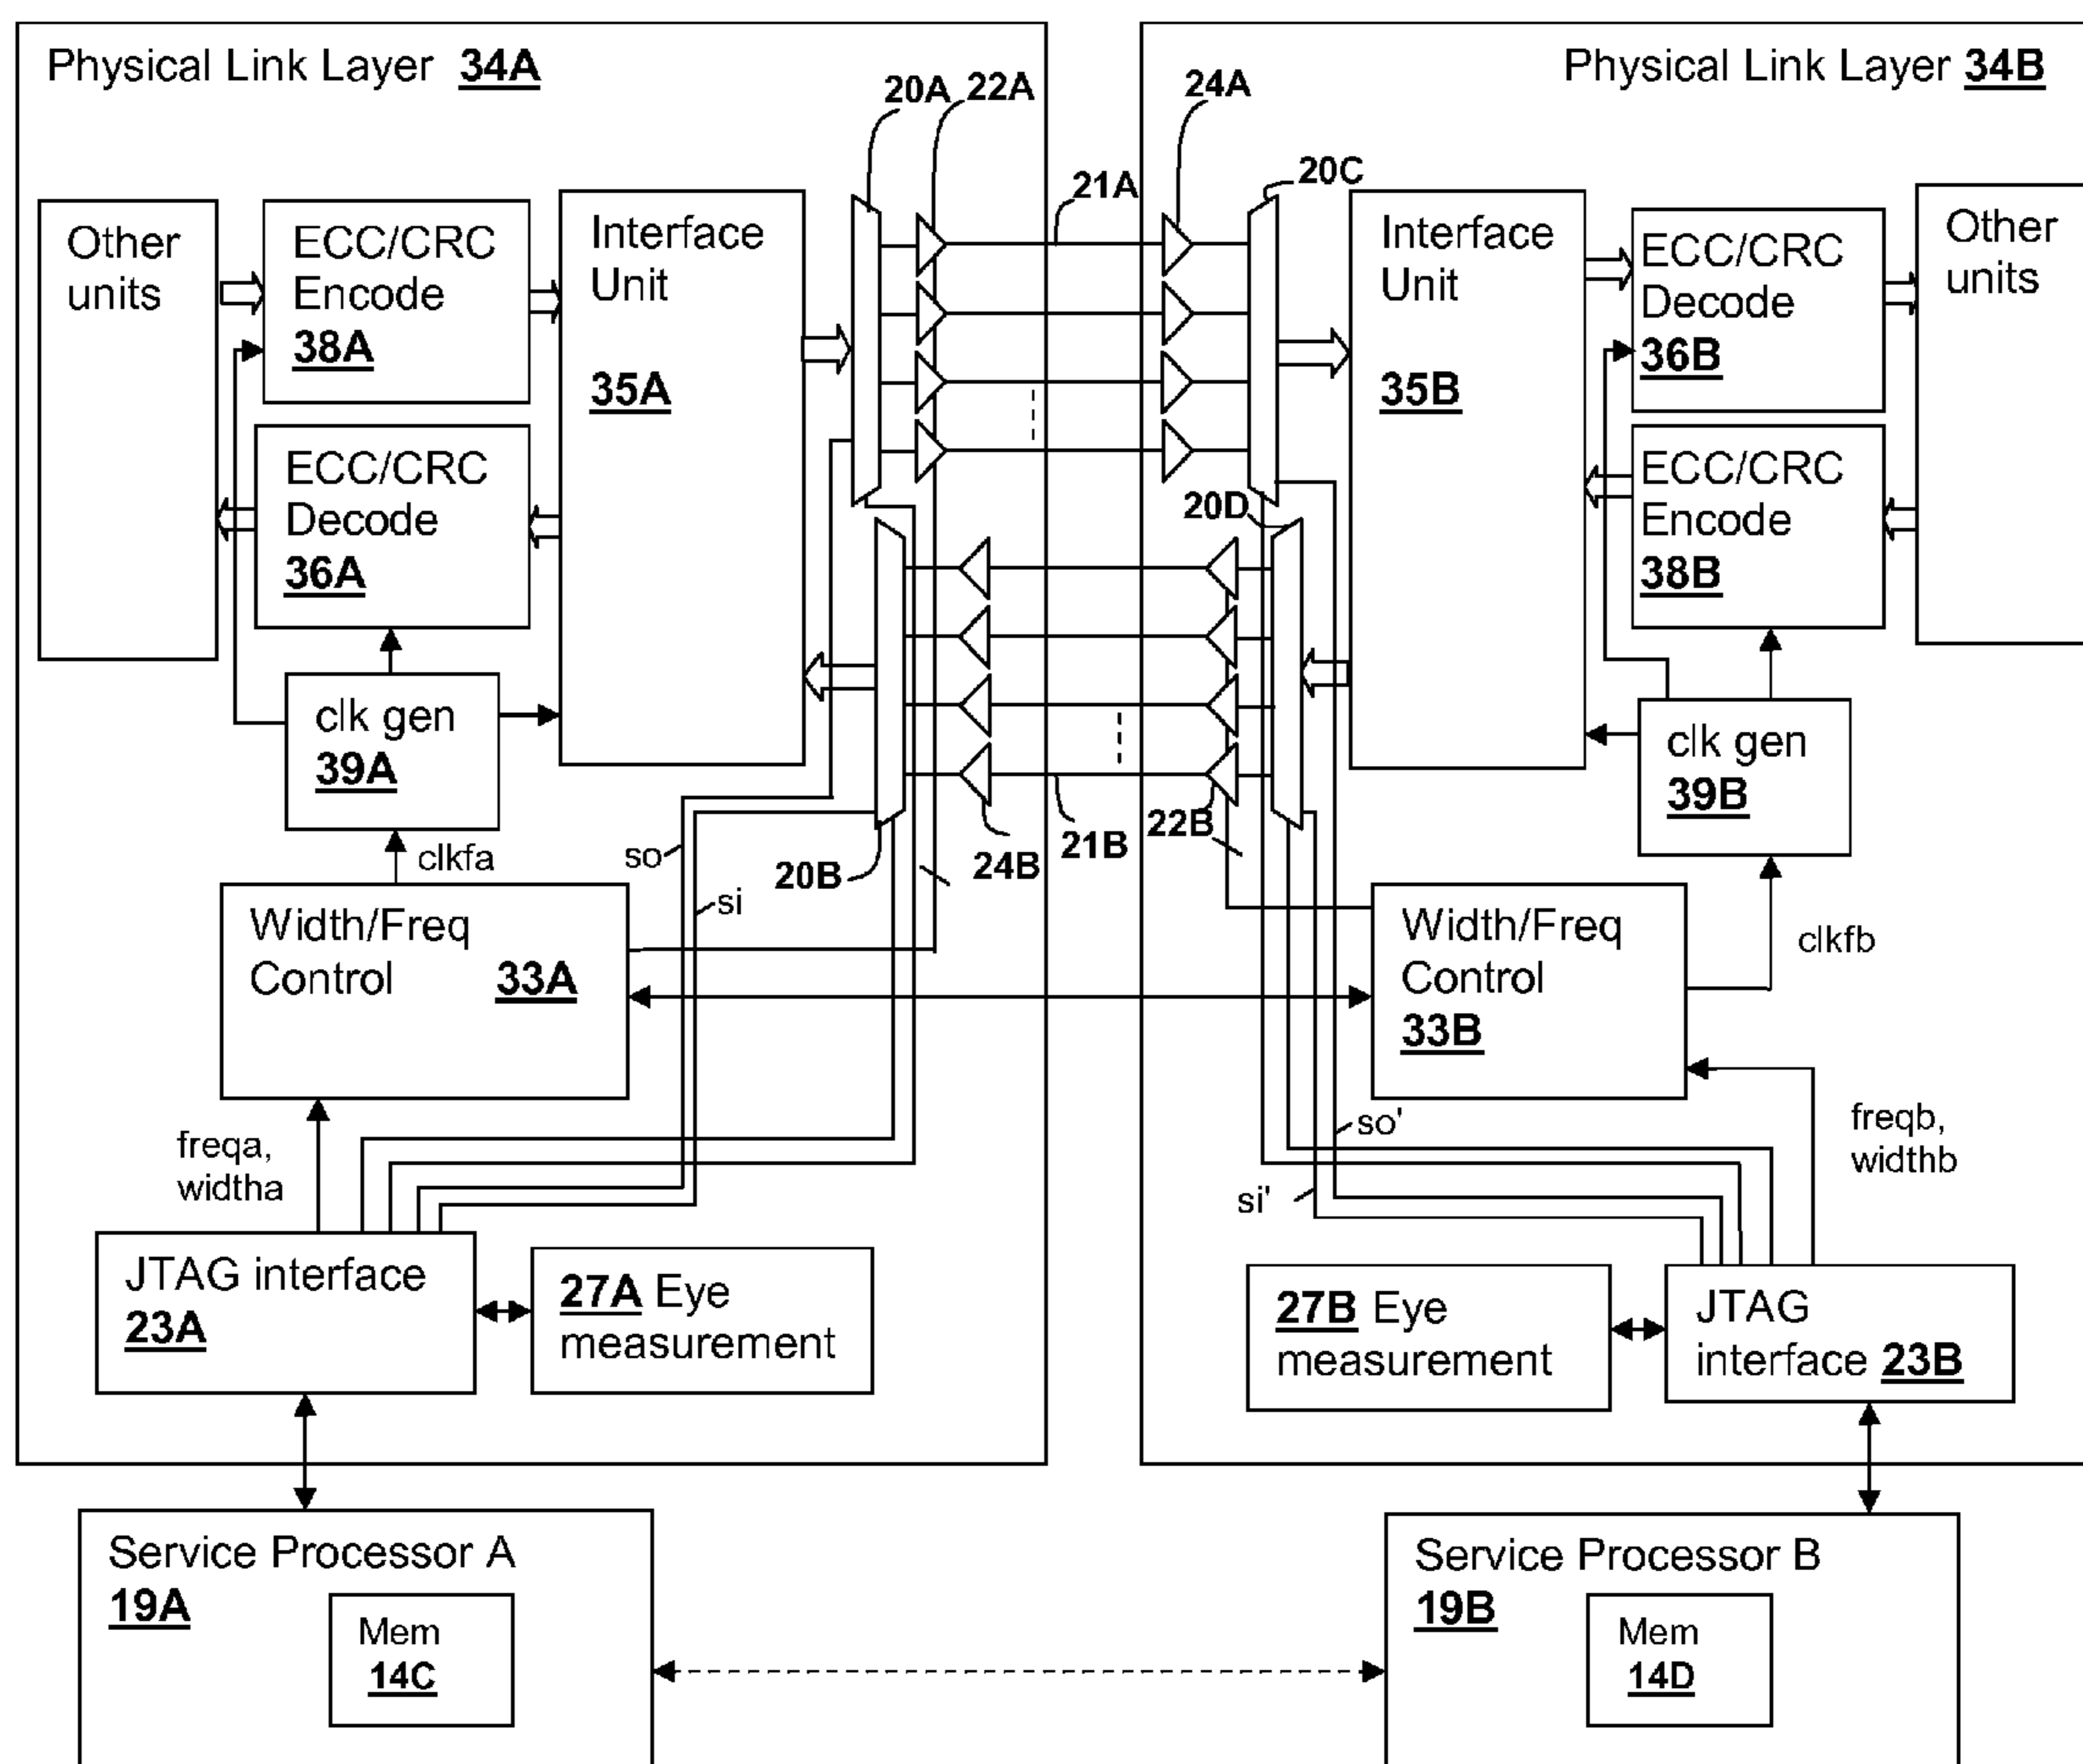 Physical Link Layer 34A
Physical Link Layer 34B
20A
22A
24A
21A
20C
Other
units
ECC/CRC
Encode
38A
Interface
Unit
35A
Interface
Unit
35B
ECC/CRC
Decode
36B
Other
units
ECC/CRC
Decode
36A
20D
ECC/CRC
Encode
38B
clk gen
39A
clk gen
39B
clkfa
so
si
20B
24B
21B
22B
Width/Freq
Control 33A
Width/Freq
Control
33B
clkfb
freqa,
widtha
so'
si'
freqb,
widthb
JTAG interface
23A
27A Eye
measurement
27B Eye
measurement
JTAG
interface 23B
Service Processor A
19A
Mem
14C
Service Processor B
19B
Mem
14D